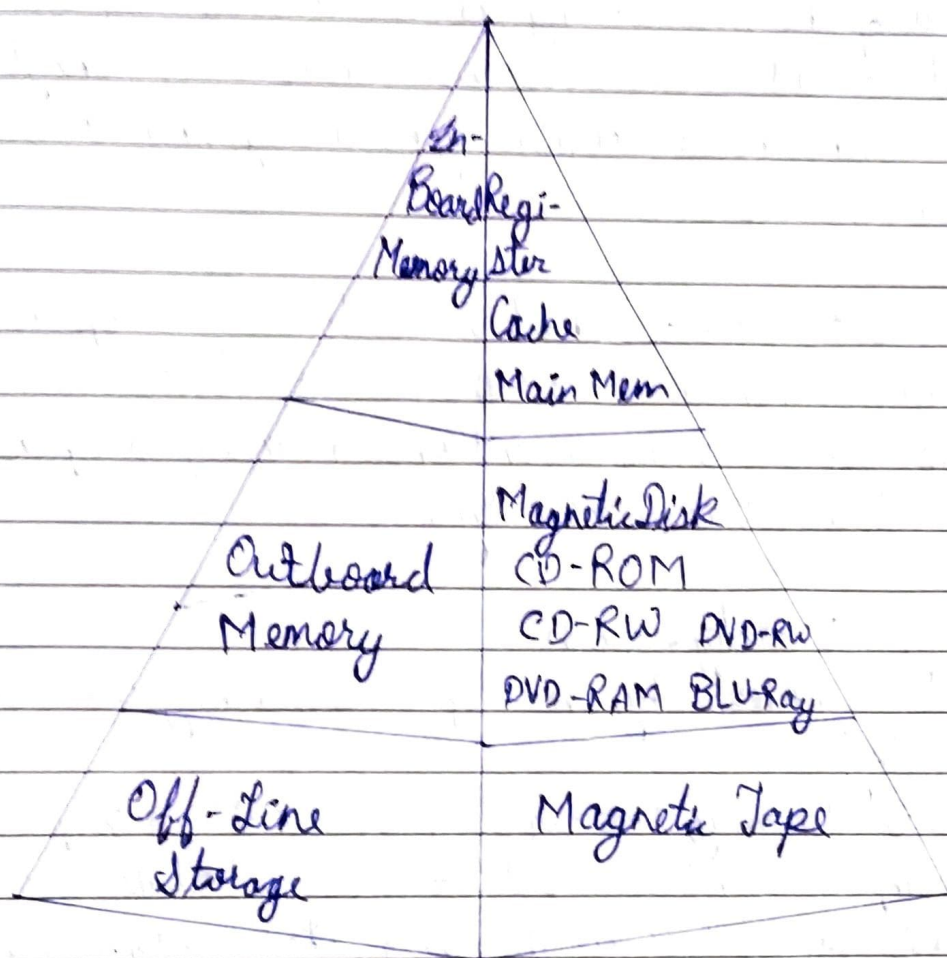 In-
Board
Memory
Regi-
ster
Cache
Main Mem
Outboard
Memory
Magnetic Disk
CD-ROM
CD-RW DVD-RW
DVD-RAM BLU-Ray
Off-Line
Storage
Magnetic Tape